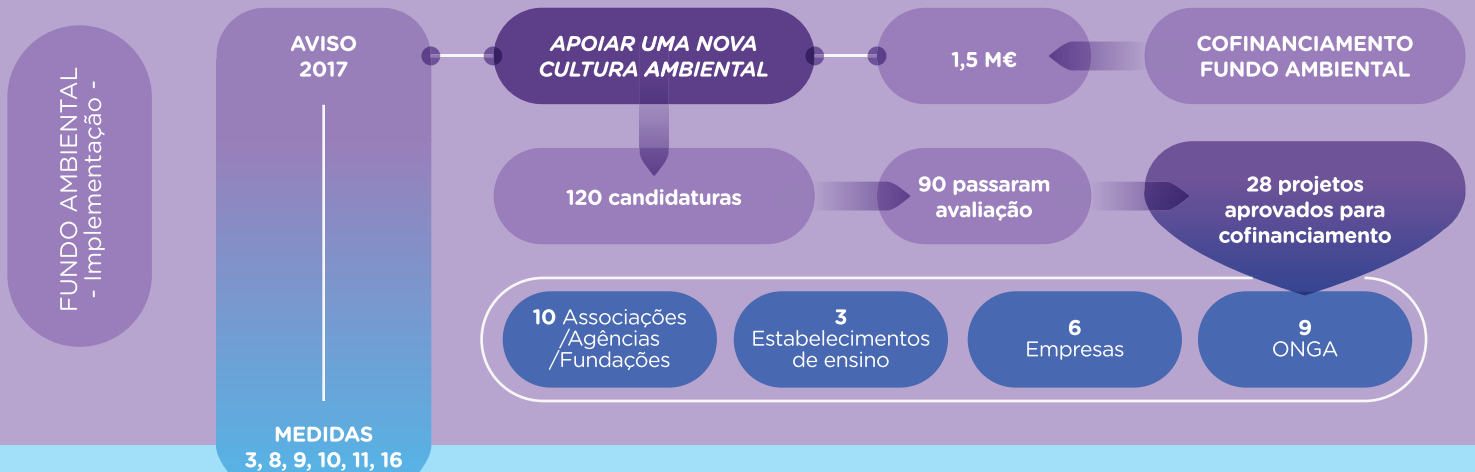 FUNDO AMBIENTAL
- Implementação -
AVISO
2017
MEDIDAS
3, 8, 9, 10, 11, 16
APOIAR UMA NOVA
CULTURA AMBIENTAL
1,5 M€
COFINANCIAMENTO
FUNDO AMBIENTAL
120 candidaturas
90 passaram
avaliação
28 projetos
aprovados para
cofinanciamento
10 Associações
/Agências
/Fundações
3
Estabelecimentos
de ensino
6
Empresas
9
ONGA